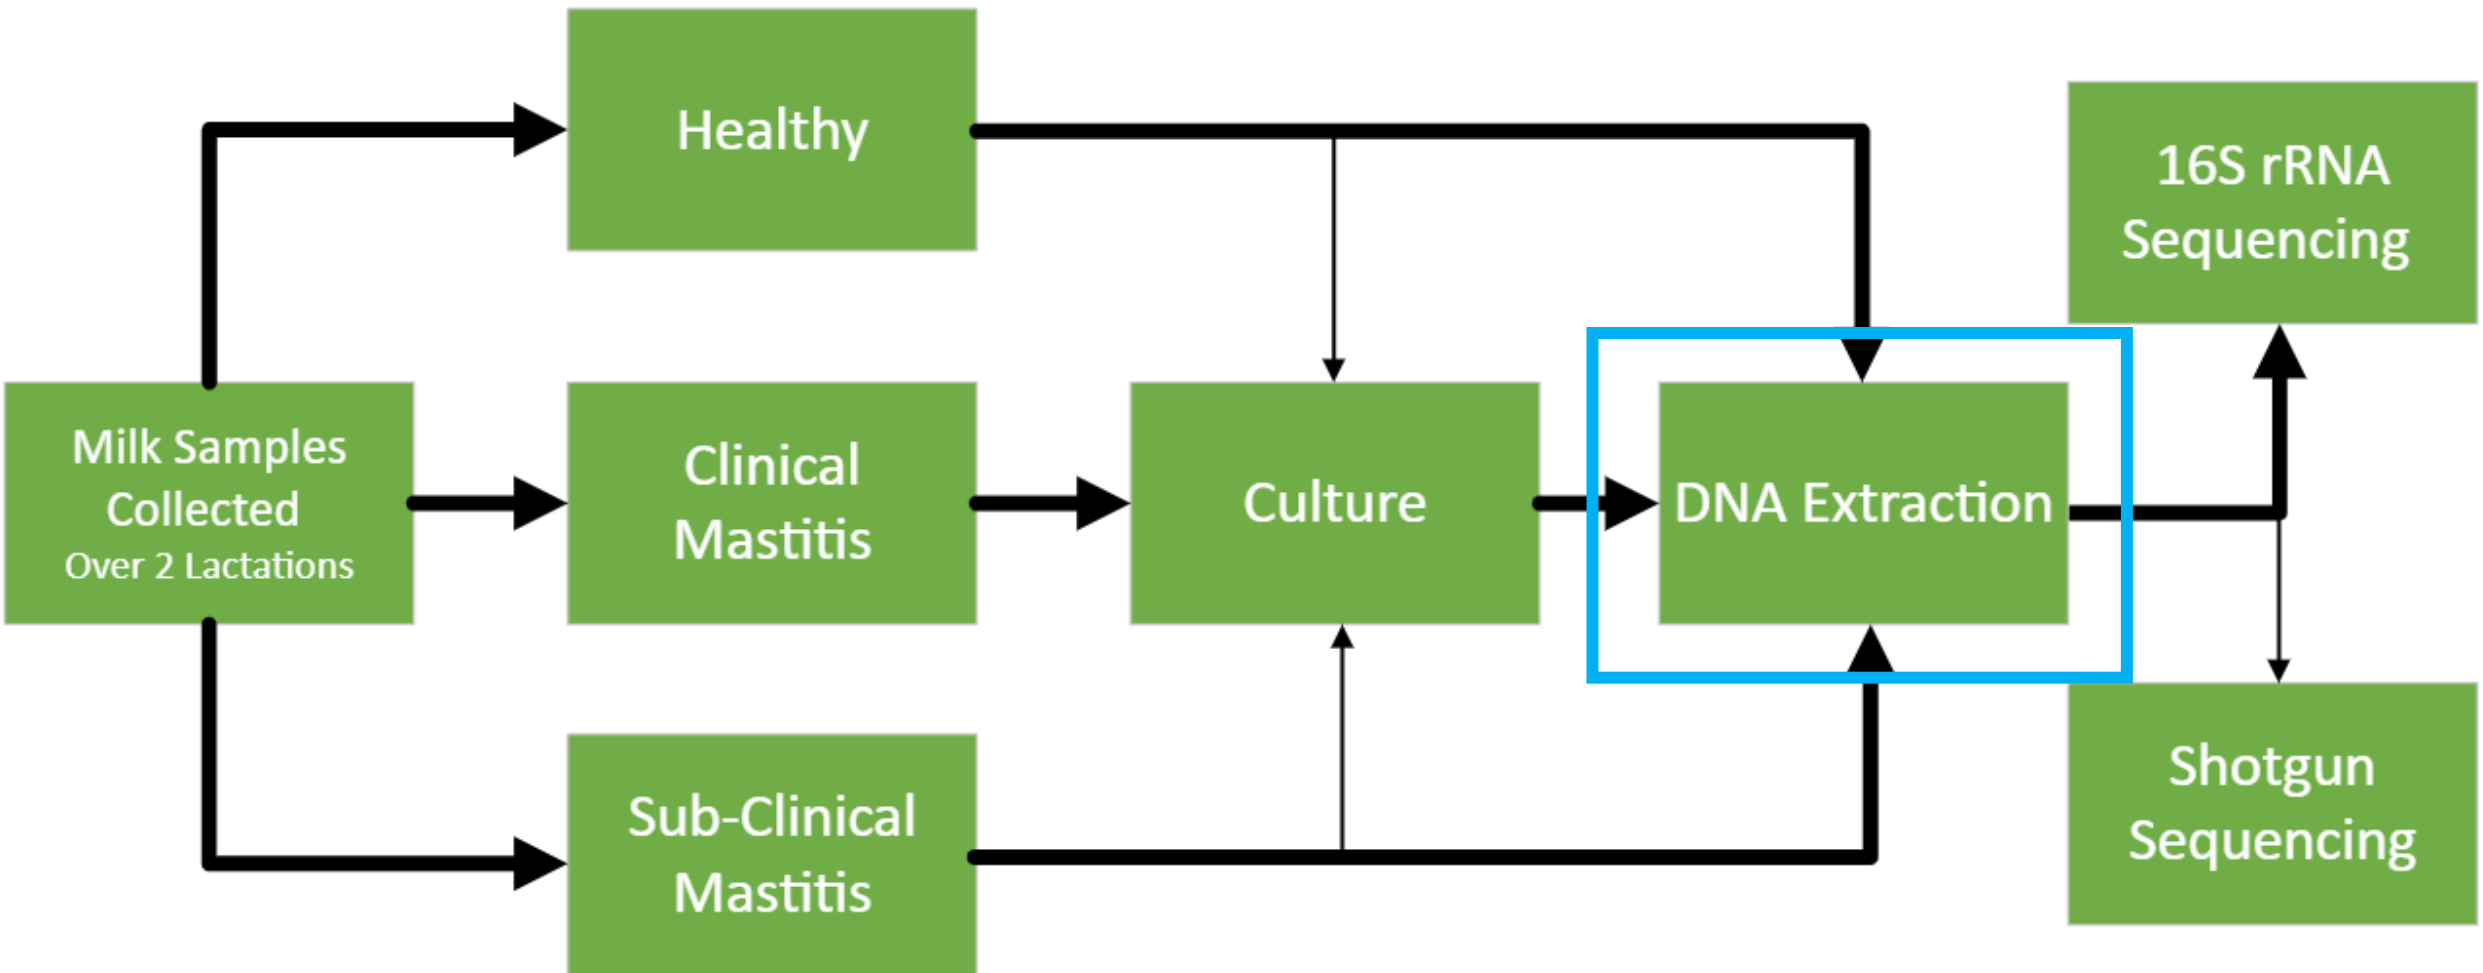 Healthy
16S rRNA
Sequencing
Milk Samples
Collected
Over 2 Lactations
Clinical
Mastitis
Culture
DNA Extraction
Sub-Clinical
Mastitis
Shotgun
Sequencing